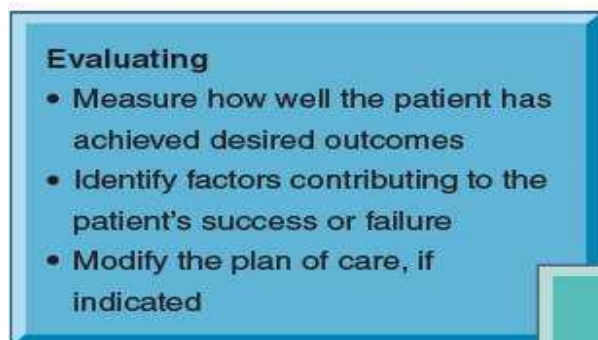 Evaluating
• Measure how well the patient has
achieved desired outcomes
• Identify factors contributing to the
patient's success or failure
• Modify the plan of care, if
indicated